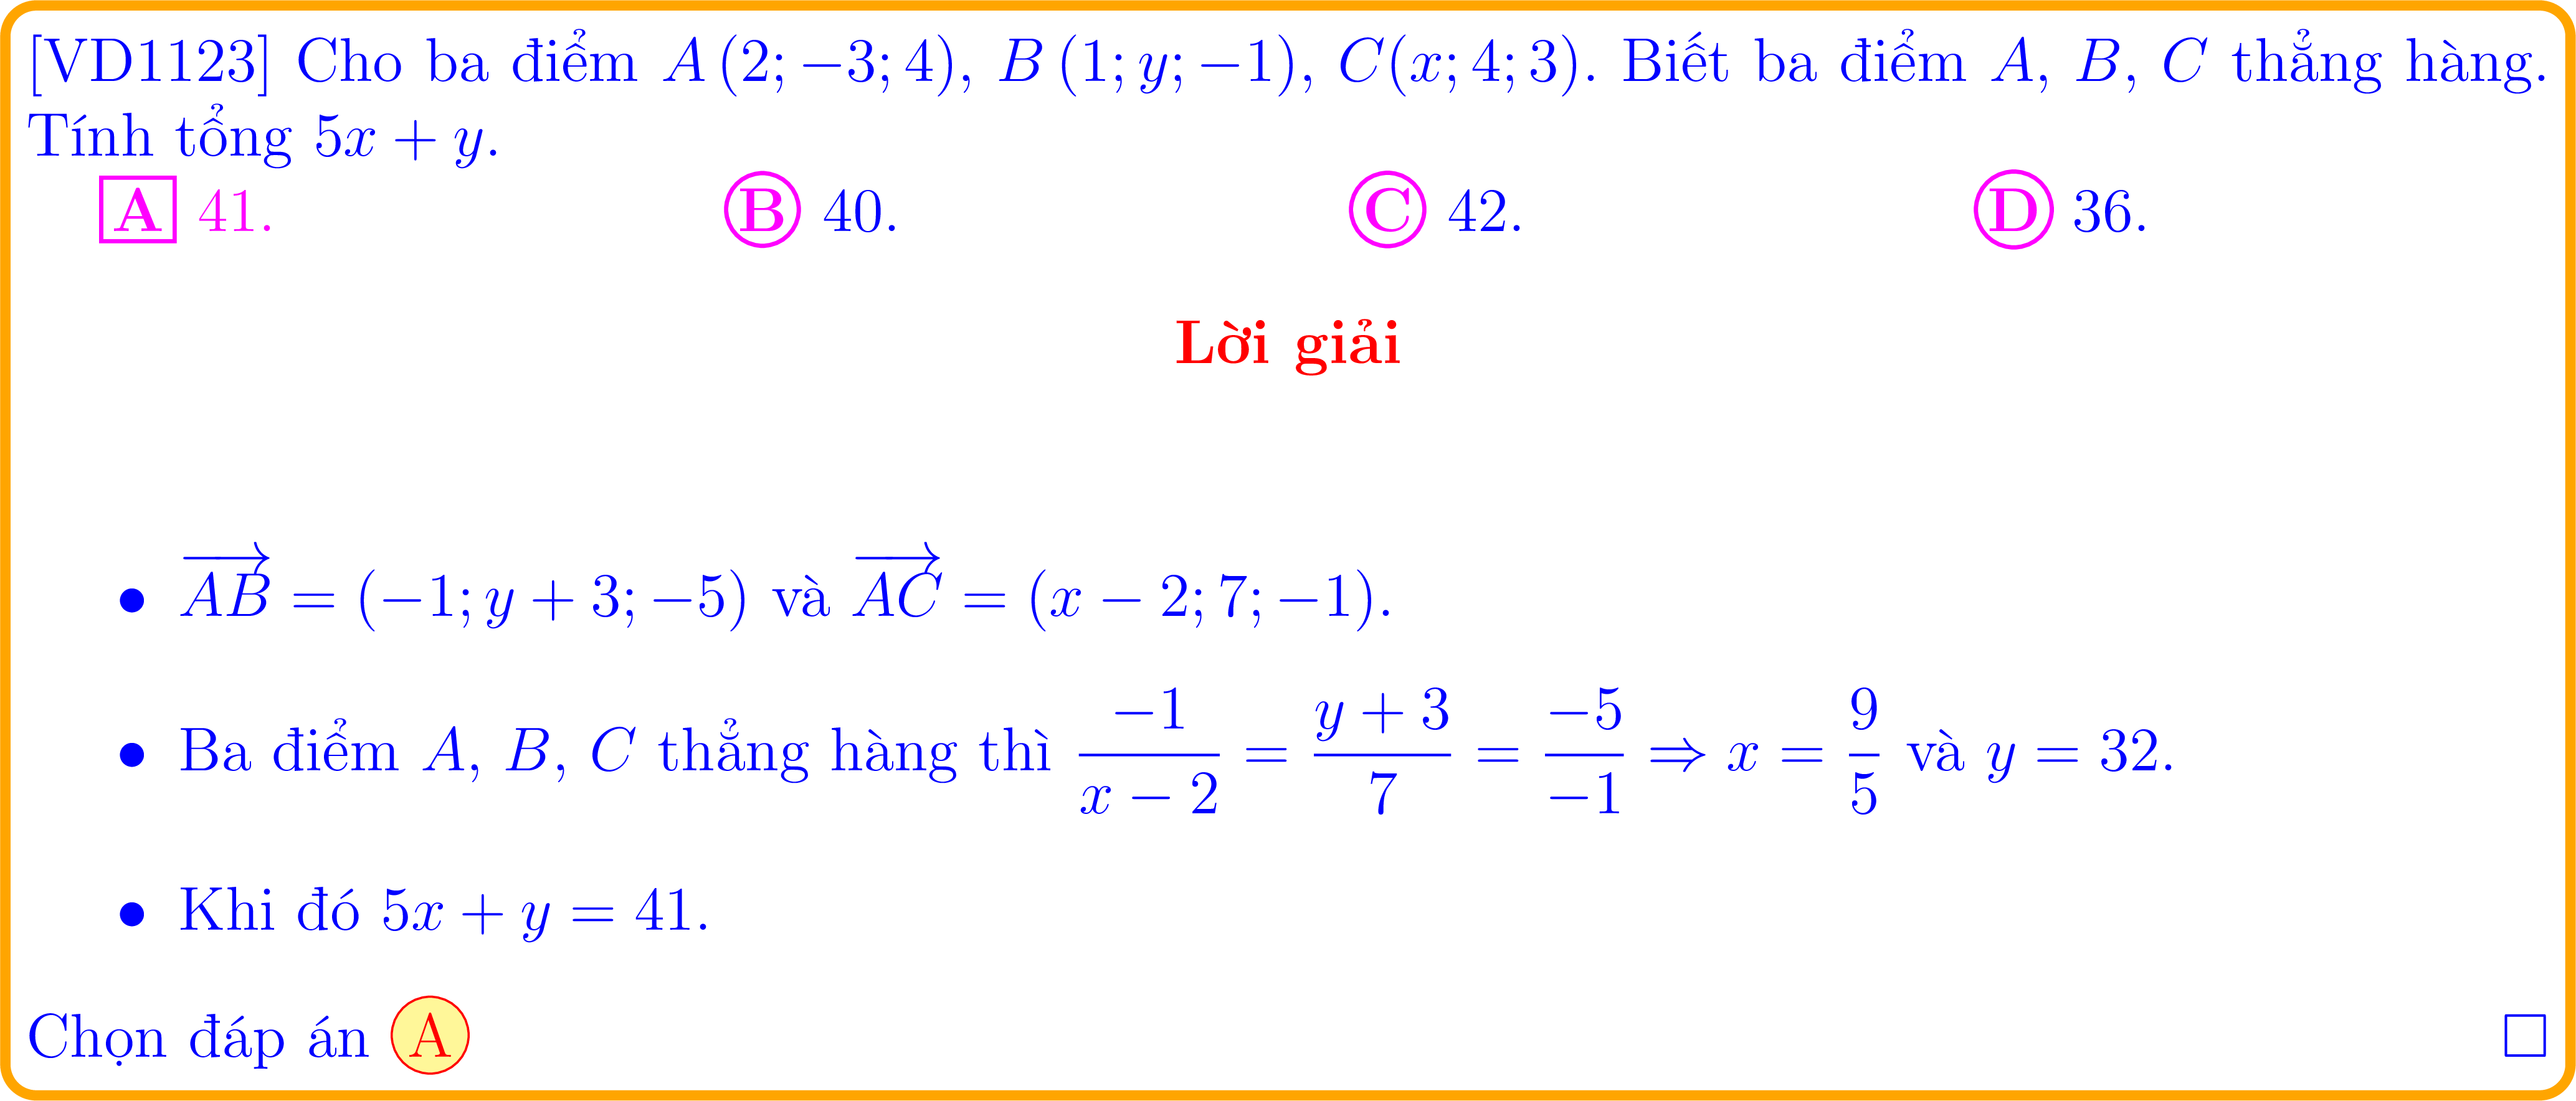 [VD1123] Cho ba điểm A (2; −3; 4), B (1; y; −1), C(x; 4; 3). Biết ba điểm A, B, C thẳng hàng.
Tính tổng 5x + y.
A 41. B 40. C 42. D 36.
Lời giải
• \overrightarrow{AB} = (−1; y + 3; −5) và \overrightarrow{AC} = (x − 2; 7; −1).
• Ba điểm A, B, C thẳng hàng thì \frac{−1}{x − 2} = \frac{y + 3}{7} = \frac{−5}{−1} ⇒ x = \frac{9}{5} và y = 32.
• Khi đó 5x + y = 41.
Chọn đáp án A □